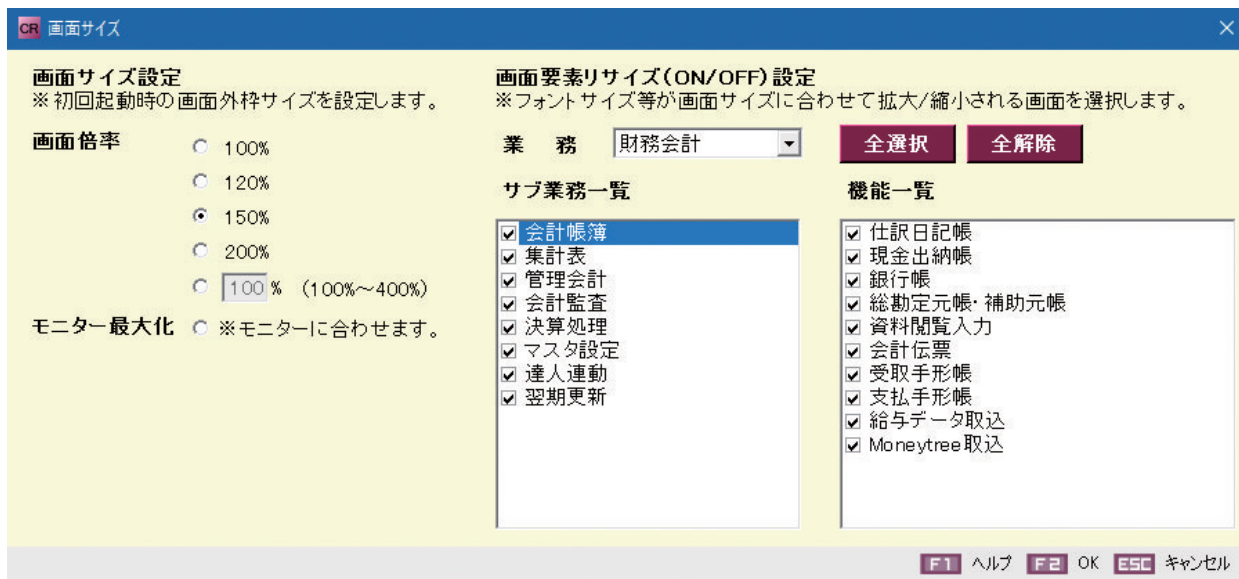 CR 画面サイズ
画面サイズ設定
※初回起動時の画面外枠サイズを設定します。
画面倍率
100%
120%
150%
200%
100 % (100%～400%)
モニター最大化 ※モニターに合わせます。
画面要素リサイズ(ON/OFF)設定
※フォントサイズ等が画面サイズに合わせて拡大/縮小される画面を選択します。
業 務 財務会計 全選択 全解除
サブ業務一覧
会計帳簿
集計表
管理会計
会計監査
決算処理
マスタ設定
達人連動
翌期更新
機能一覧
仕訳日記帳
現金出納帳
銀行帳
総勘定元帳・補助元帳
資料閲覧入力
会計伝票
受取手形帳
支払手形帳
給与データ取込
Moneytree取込
F1 ヘルプ F2 OK ESC キャンセル